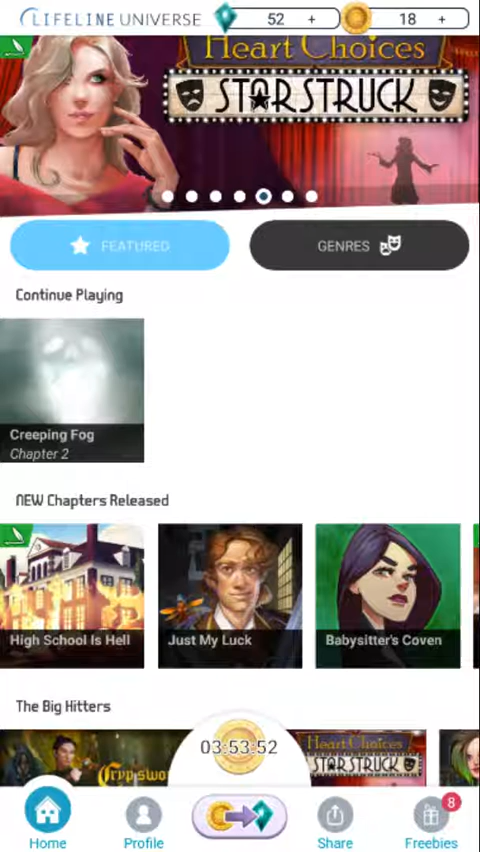 LIFELINE UNIVERSE
52 +
18 +
Heart Choices
STARSTRUCK
FEATURED
GENRES
Continue Playing
Creeping Fog
Chapter 2
NEW Chapters Released
High School Is Hell
Just My Luck
Babysitter's Coven
The Big Hitters
03:53:52
Heart Choices
STARSTRUCK
8
Home
Profile
Share
Freebies